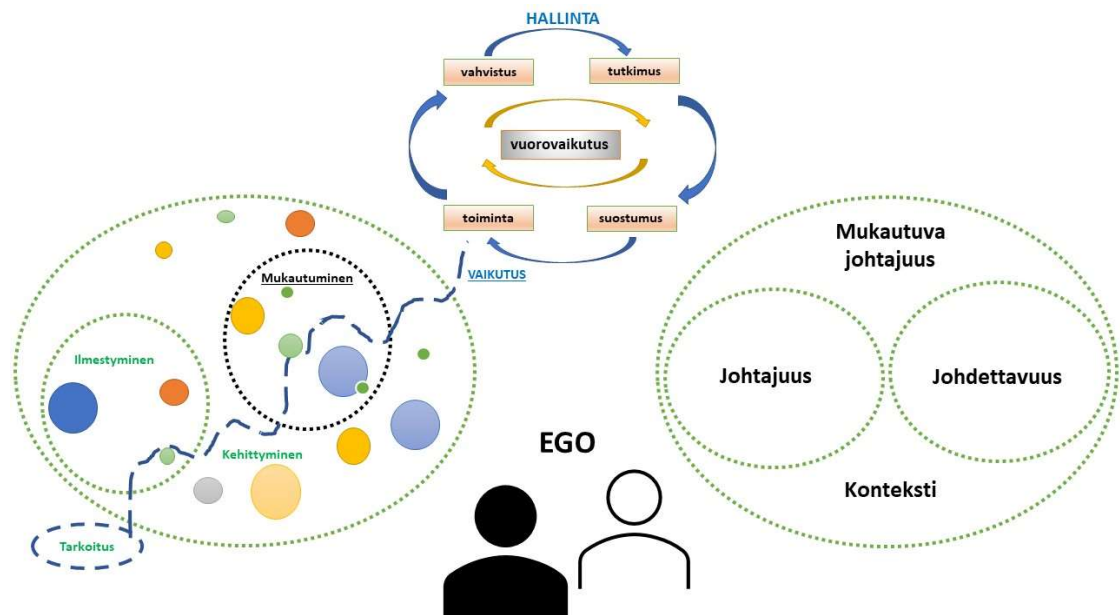 HALLINTA
vahvistus
tutkimus
vuorovaikutus
toiminta
suostumus
VAIKUTUS
Mukautuminen
Ilmestyminen
Kehittyminen
Tarkoitus
EGO
Mukautuva
johtajuus
Johtajuus
Johdettavuus
Konteksti